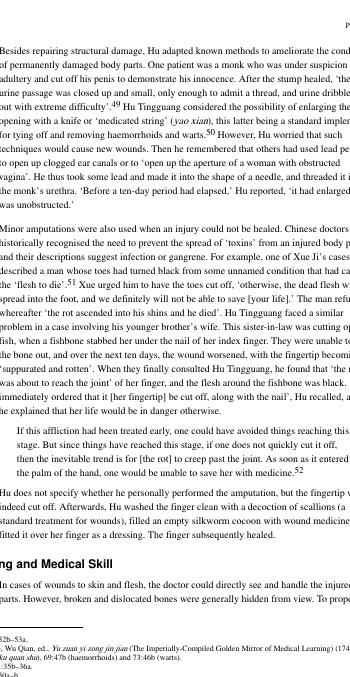 P
Besides repairing structural damage, Hu adapted known methods to ameliorate the cond
of permanently damaged body parts. One patient was a monk who was under suspicion
adultery and cut off his penis to demonstrate his innocence. After the stump healed, ‘the
urine passage was closed up and small, only enough to admit a thread, and urine dribble
out with extreme difficulty’.49 Hu Tingguang considered the possibility of enlarging the
opening with a knife or ‘medicated string’ (yao xian), this latter being a standard implem
for tying off and removing haemorrhoids and warts.50 However, Hu worried that such
techniques would cause new wounds. Then he remembered that others had used lead pe
to open up clogged ear canals or to ‘open up the aperture of a woman with obstructed
vagina’. He thus took some lead and made it into the shape of a needle, and threaded it i
the monk’s urethra. ‘Before a ten-day period had elapsed,’ Hu reported, ‘it had enlarged
was unobstructed.’
Minor amputations were also used when an injury could not be healed. Chinese doctors
historically recognised the need to prevent the spread of ‘toxins’ from an injured body p
and their descriptions suggest infection or gangrene. For example, one of Xue Ji’s cases
described a man whose toes had turned black from some unnamed condition that had ca
the ‘flesh to die’.51 Xue urged him to have the toes cut off, ‘otherwise, the dead flesh w
spread into the foot, and we definitely will not be able to save [your life].’ The man refu
whereafter ‘the rot ascended into his shins and he died’. Hu Tingguang faced a similar
problem in a case involving his younger brother’s wife. This sister-in-law was cutting op
fish, when a fishbone stabbed her under the nail of her index finger. They were unable to
the bone out, and over the next ten days, the wound worsened, with the fingertip becomi
‘suppurated and rotten’. When they finally consulted Hu Tingguang, he found that ‘the r
was about to reach the joint’ of her finger, and the flesh around the fishbone was black.
immediately ordered that it [her fingertip] be cut off, along with the nail’, Hu recalled, a
he explained that her life would be in danger otherwise.
If this affliction had been treated early, one could have avoided things reaching this
stage. But since things have reached this stage, if one does not quickly cut it off,
then the inevitable trend is for [the rot] to creep past the joint. As soon as it entered
the palm of the hand, one would be unable to save her with medicine.52
Hu does not specify whether he personally performed the amputation, but the fingertip w
indeed cut off. Afterwards, Hu washed the finger clean with a decoction of scallions (a
standard treatment for wounds), filled an empty silkworm cocoon with wound medicine
fitted it over her finger as a dressing. The finger subsequently healed.
ng and Medical Skill
In cases of wounds to skin and flesh, the doctor could directly see and handle the injured
parts. However, broken and dislocated bones were generally hidden from view. To prope
52b–53a.
, Wu Qian, ed., Yu zuan yi zong jin jian (The Imperially-Compiled Golden Mirror of Medical Learning) (174
ku quan shu), 69:47b (haemorrhoids) and 73:46b (warts).
:35b–36a.